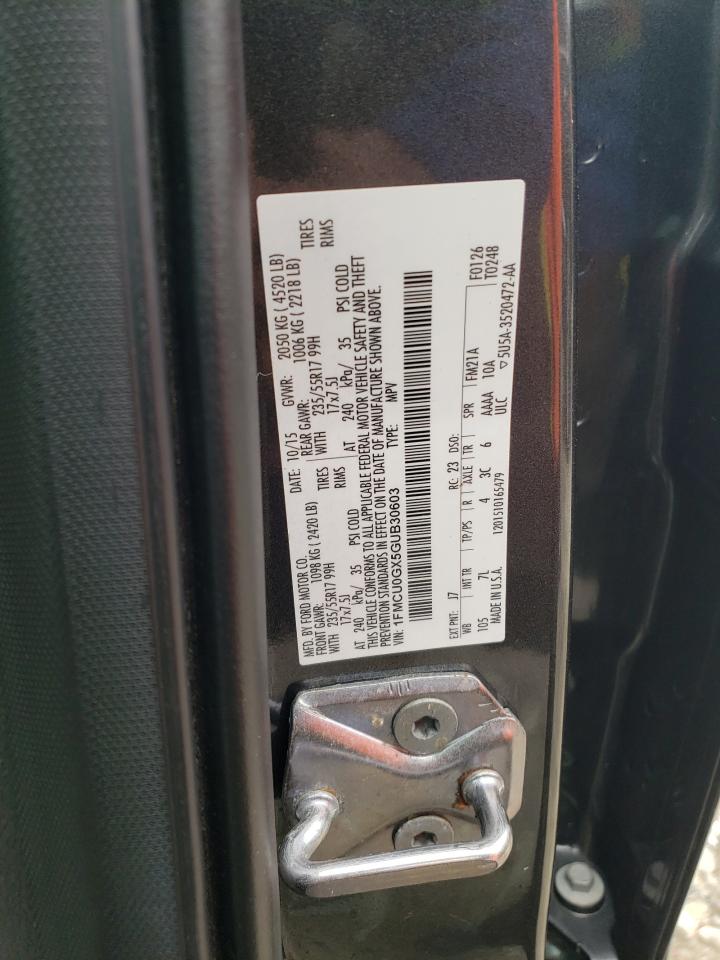 MFD. BY FORD MOTOR CO. DATE: 10/15 GVWR: 2050 KG ( 4520 LB)
FRONT GAWR: 1098 KG ( 2420 LB) REAR GAWR: 1006 KG ( 2218 LB)
WITH 235/55R17 99H TIRES WITH 235/55R17 99H TIRES
17x7.5J RIMS 17x7.5J RIMS
AT 240 kPa/ 35 PSI COLD AT 240 kPa/ 35 PSI COLD
THIS VEHICLE CONFORMS TO ALL APPLICABLE FEDERAL MOTOR VEHICLE SAFETY AND THEFT
PREVENTION STANDARDS IN EFFECT ON THE DATE OF MANUFACTURE SHOWN ABOVE.
VIN: 1FMCU0GX5GUB30603 TYPE: MPV
EXT PNT: J7 RC: 23 DSO: FM21A F0126
WB INT TR TP/PS R AXLE TR SPR T0248
105 7L 4 3C 6 AAAA 10A
MADE IN U.S.A. 1201510165479 ULC ▽5U5A-3520472-AA